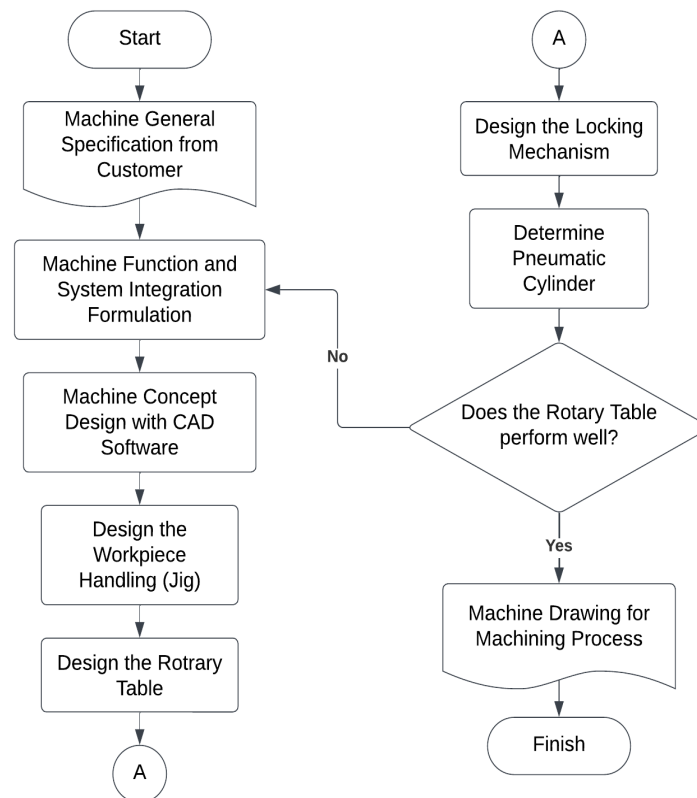 Start
Machine General
Specification from
Customer
Machine Function and
System Integration
Formulation
Machine Concept
Design with CAD
Software
Design the
Workpiece
Handling (Jig)
Design the Rotrary
Table
A
A
Design the Locking
Mechanism
Determine
Pneumatic
Cylinder
Does the Rotary Table
perform well?
No
Yes
Machine Drawing for
Machining Process
Finish